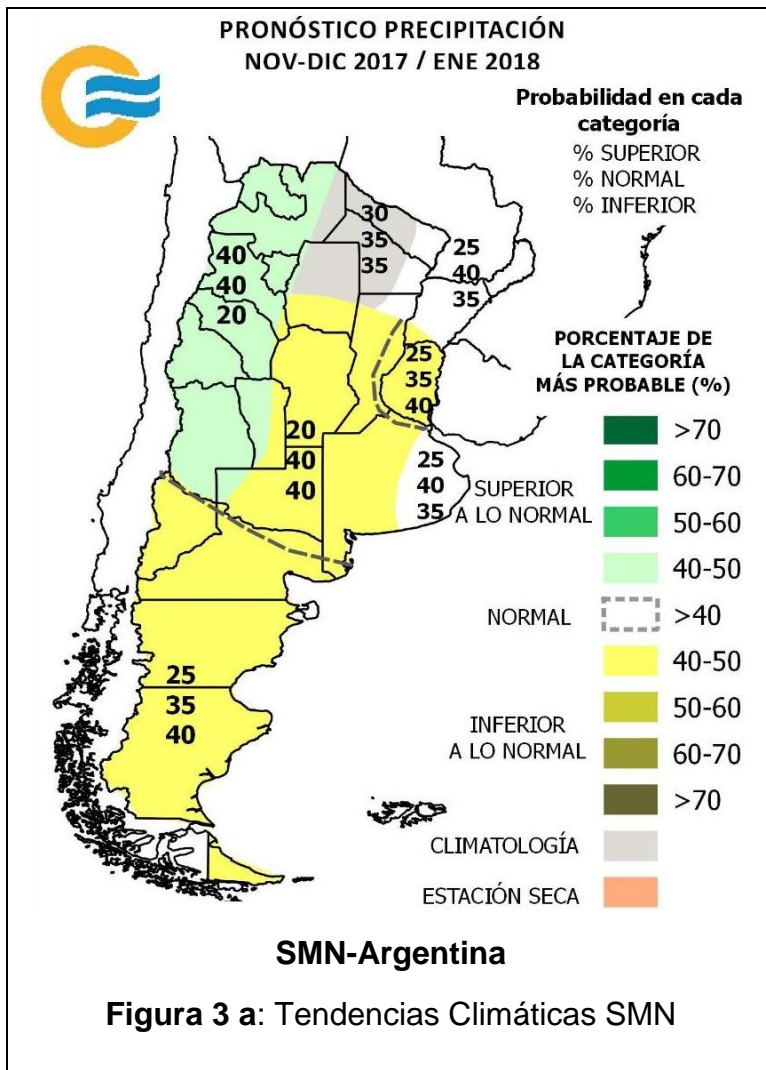 PRONÓSTICO PRECIPITACIÓN
NOV-DIC 2017 / ENE 2018
Probabilidad en cada
categoría
% SUPERIOR
% NORMAL
% INFERIOR
30
35
35
25
40
35
40
40
20
25
35
40
20
40
40
25
40
35
25
35
40
PORCENTAJE DE
LA CATEGORÍA
MÁS PROBABLE (%)
>70
60-70
SUPERIOR
A LO NORMAL
50-60
40-50
NORMAL
>40
40-50
50-60
INFERIOR
A LO NORMAL
60-70
>70
CLIMATOLOGÍA
ESTACIÓN SECA
SMN-Argentina
Figura 3 a: Tendencias Climáticas SMN